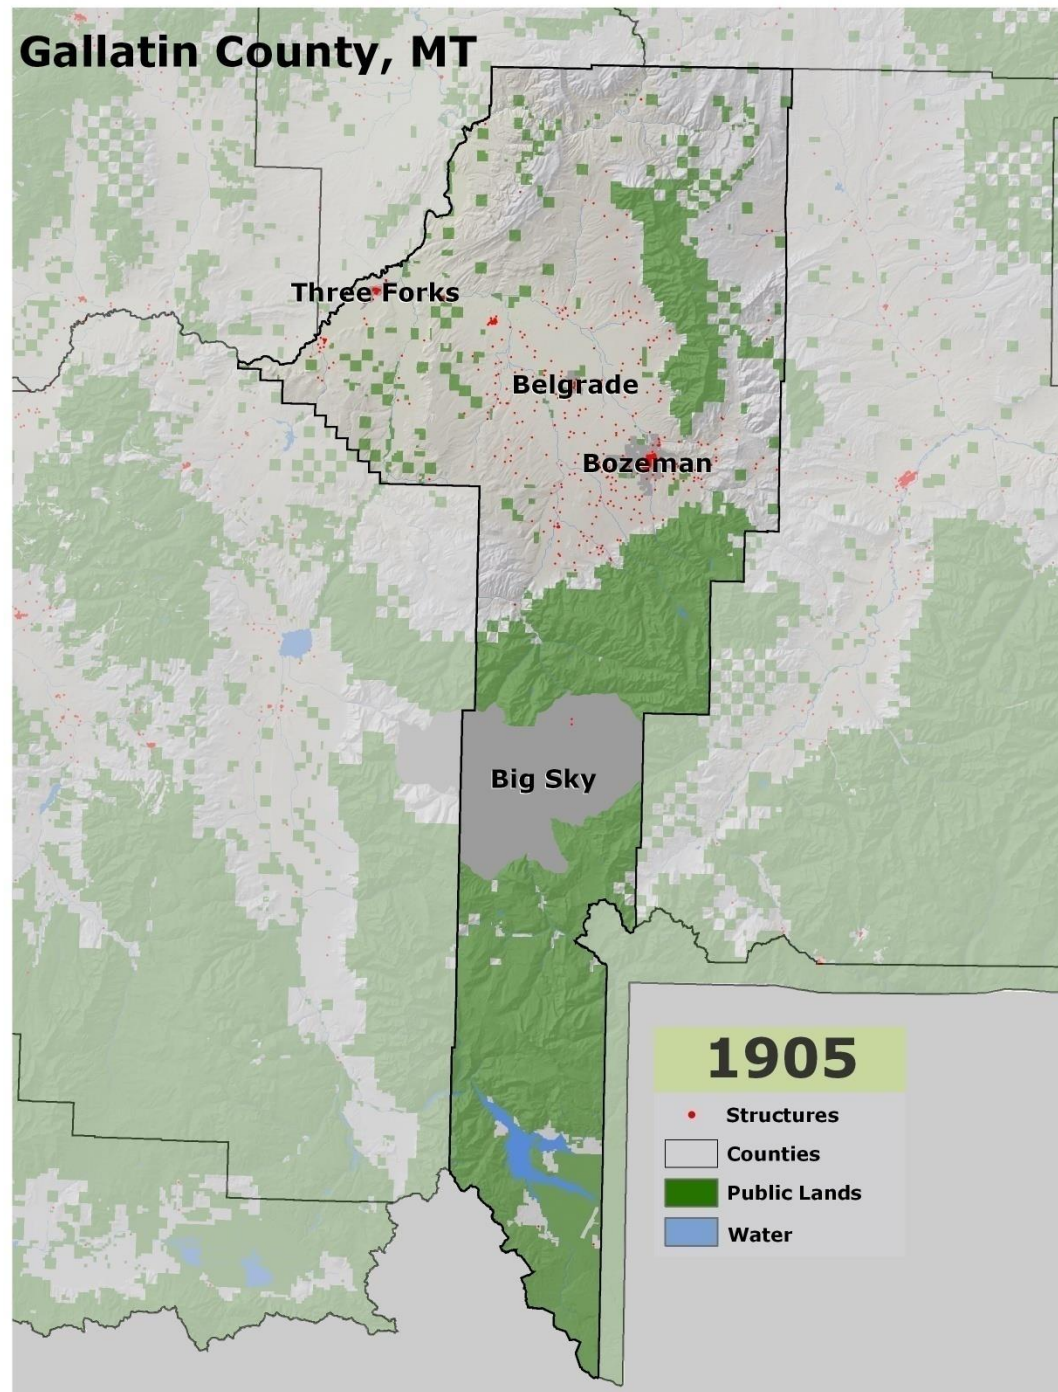 Gallatin County, MT
Three Forks
Belgrade
Bozeman
Big Sky
1905
Structures
Counties
Public Lands
Water